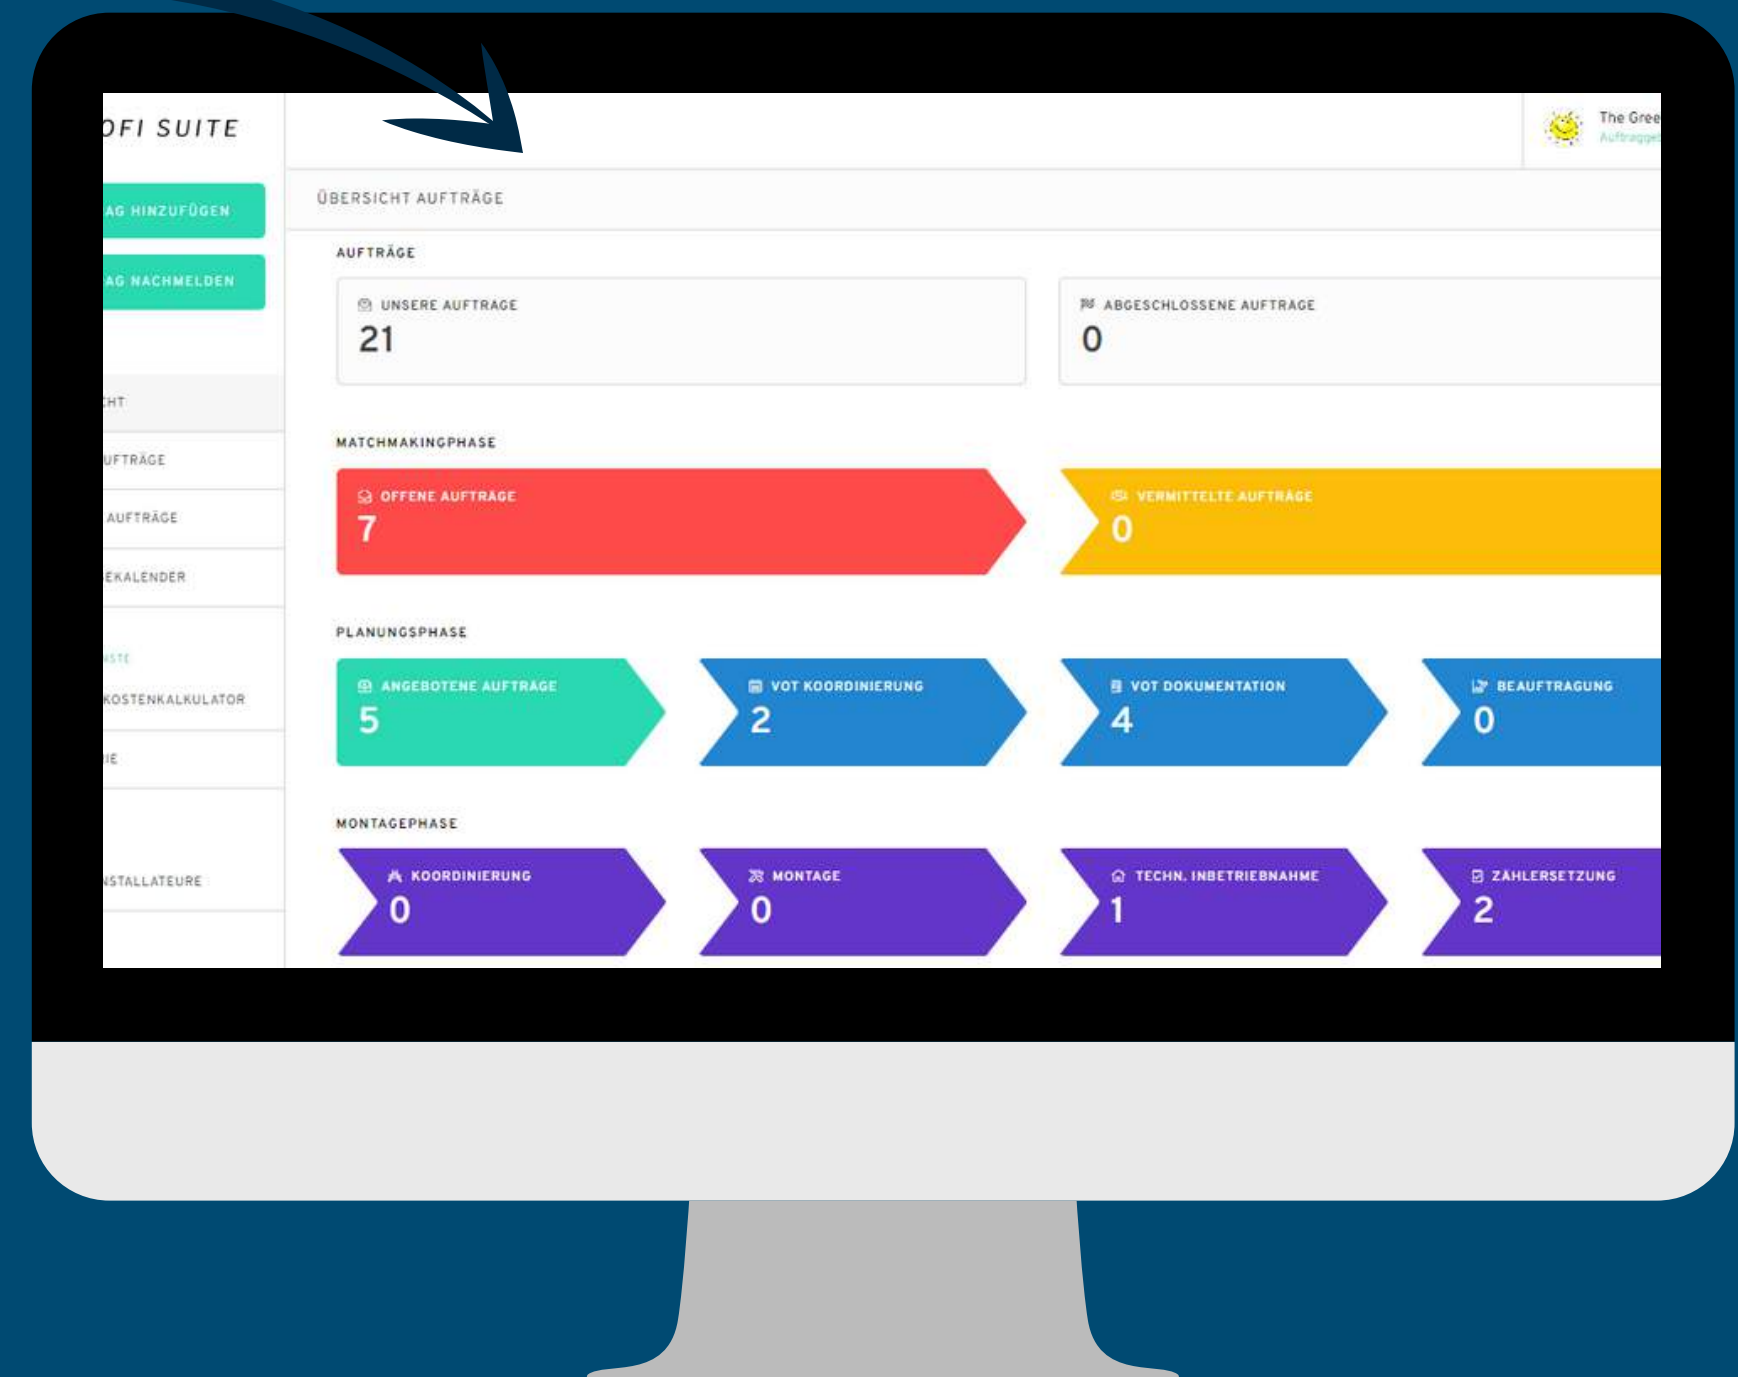 OFI SUITE
The Gree
Auftragge
AG HINZUFÜGEN
AG NACHMELDEN
CHT
UFTRÄGE
AUFTRÄGE
EKALENDER
NSTE
KOSTENKALKULATOR
IE
NSTALLATEURE
ÜBERSICHT AUFTRÄGE
AUFTRÄGE
UNSERE AUFTRÄGE
21
ABGESCHLOSSENE AUFTRÄGE
0
MATCHMAKINGPHASE
OFFENE AUFTRÄGE
7
VERMITTELTE AUFTRÄGE
0
PLANUNGSPHASE
ANGEBOTENE AUFTRÄGE
5
VOT KOORDINIERUNG
2
VOT DOKUMENTATION
4
BEAUFTRAGUNG
0
MONTAGEPHASE
KOORDINIERUNG
0
MONTAGE
0
TECHN. INBETRIEBNAHME
1
ZÄHLERSETZUNG
2